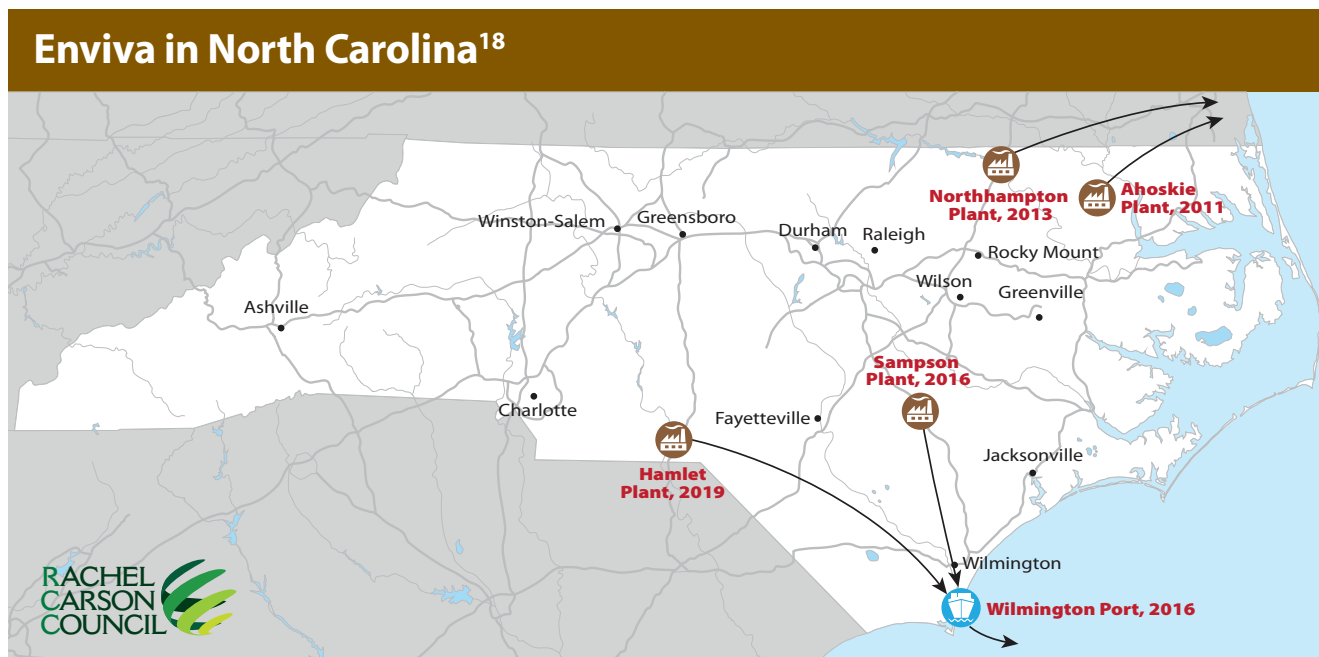 Enviva in North Carolina18
Northhampton
Plant, 2013
Ahoskie
Plant, 2011
Winston-Salem
Greensboro
Durham
Raleigh
Rocky Mount
Wilson
Greenville
Ashville
Sampson
Plant, 2016
Charlotte
Fayetteville
Jacksonville
Hamlet
Plant, 2019
Wilmington
Wilmington Port, 2016
RACHEL
CARSON
COUNCIL